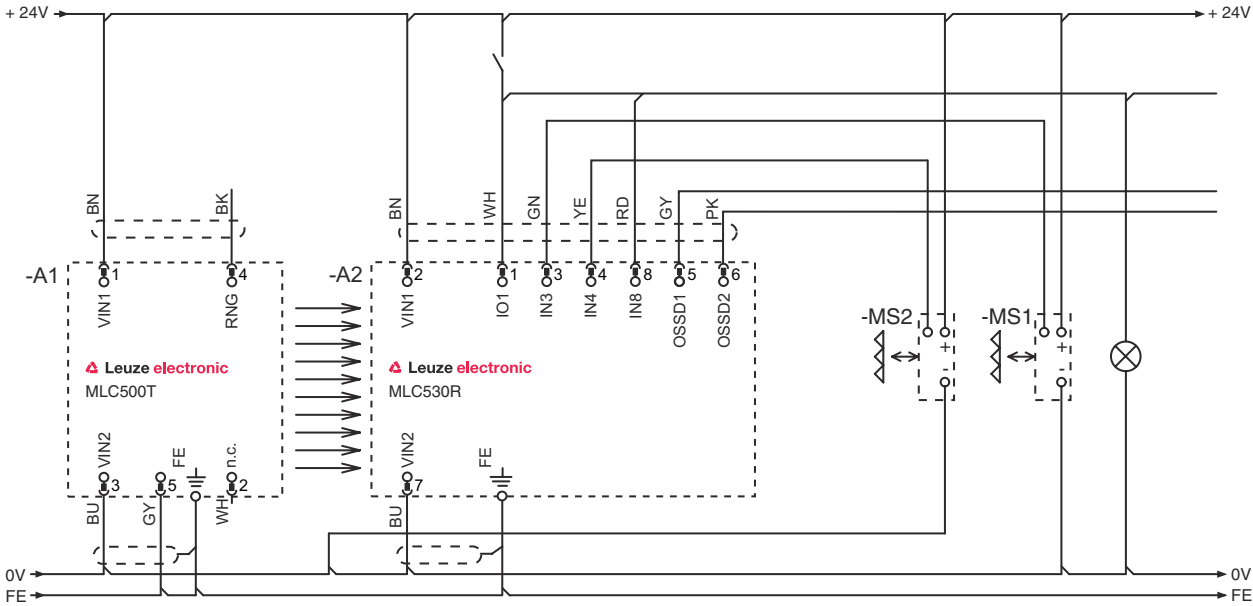 + 24V + 24V
BN BK BN WH GN YE RD GY PK
-A1 1 4 -A2 2 1 3 4 8 5 6
VIN1 RNG VIN1 IO1 IN3 IN4 IN8 OSSD1 OSSD2
-MS2 -MS1
+ +
- -
Leuze electronic Leuze electronic
MLC500T MLC530R
VIN2 FE n.c. VIN2 FE
3 5 2 7
BU GY WH BU
0V 0V
FE FE